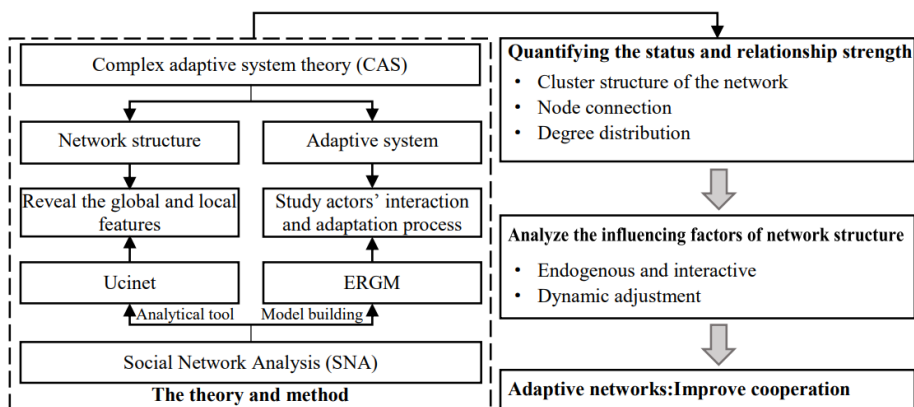 Complex adaptive system theory (CAS)
Network structure
Adaptive system
Reveal the global and local
features
Study actors' interaction
and adaptation process
Ucinet
ERGM
Analytical tool
Model building
Social Network Analysis (SNA)
The theory and method
Quantifying the status and relationship strength
• Cluster structure of the network
• Node connection
• Degree distribution
Analyze the influencing factors of network structure
• Endogenous and interactive
• Dynamic adjustment
Adaptive networks:Improve cooperation